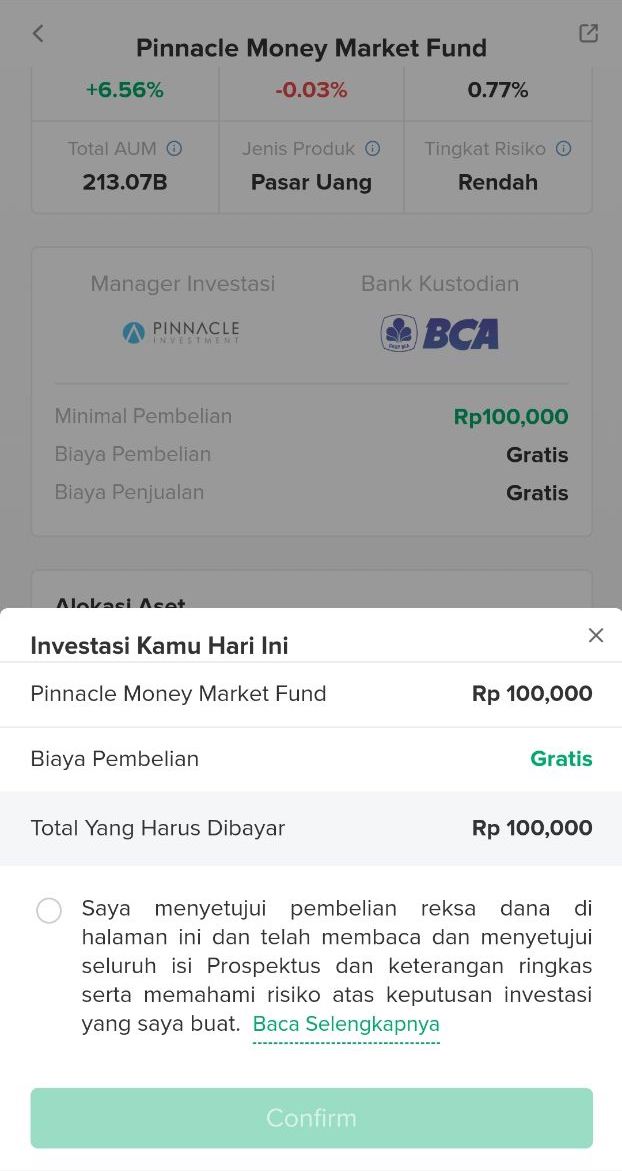 Pinnacle Money Market Fund
+6.56% -0.03% 0.77%
Total AUM Jenis Produk Tingkat Risiko
213.07B Pasar Uang Rendah
Manager Investasi Bank Kustodian
PINNACLE BCA
INVESTMENT
Minimal Pembelian Rp100,000
Biaya Pembelian Gratis
Biaya Penjualan Gratis
Alokasi Aset
Investasi Kamu Hari Ini
Pinnacle Money Market Fund Rp 100,000
Biaya Pembelian Gratis
Total Yang Harus Dibayar Rp 100,000
Saya menyetujui pembelian reksa dana di
halaman ini dan telah membaca dan menyetujui
seluruh isi Prospektus dan keterangan ringkas
serta memahami risiko atas keputusan investasi
yang saya buat. Baca Selengkapnya
Confirm